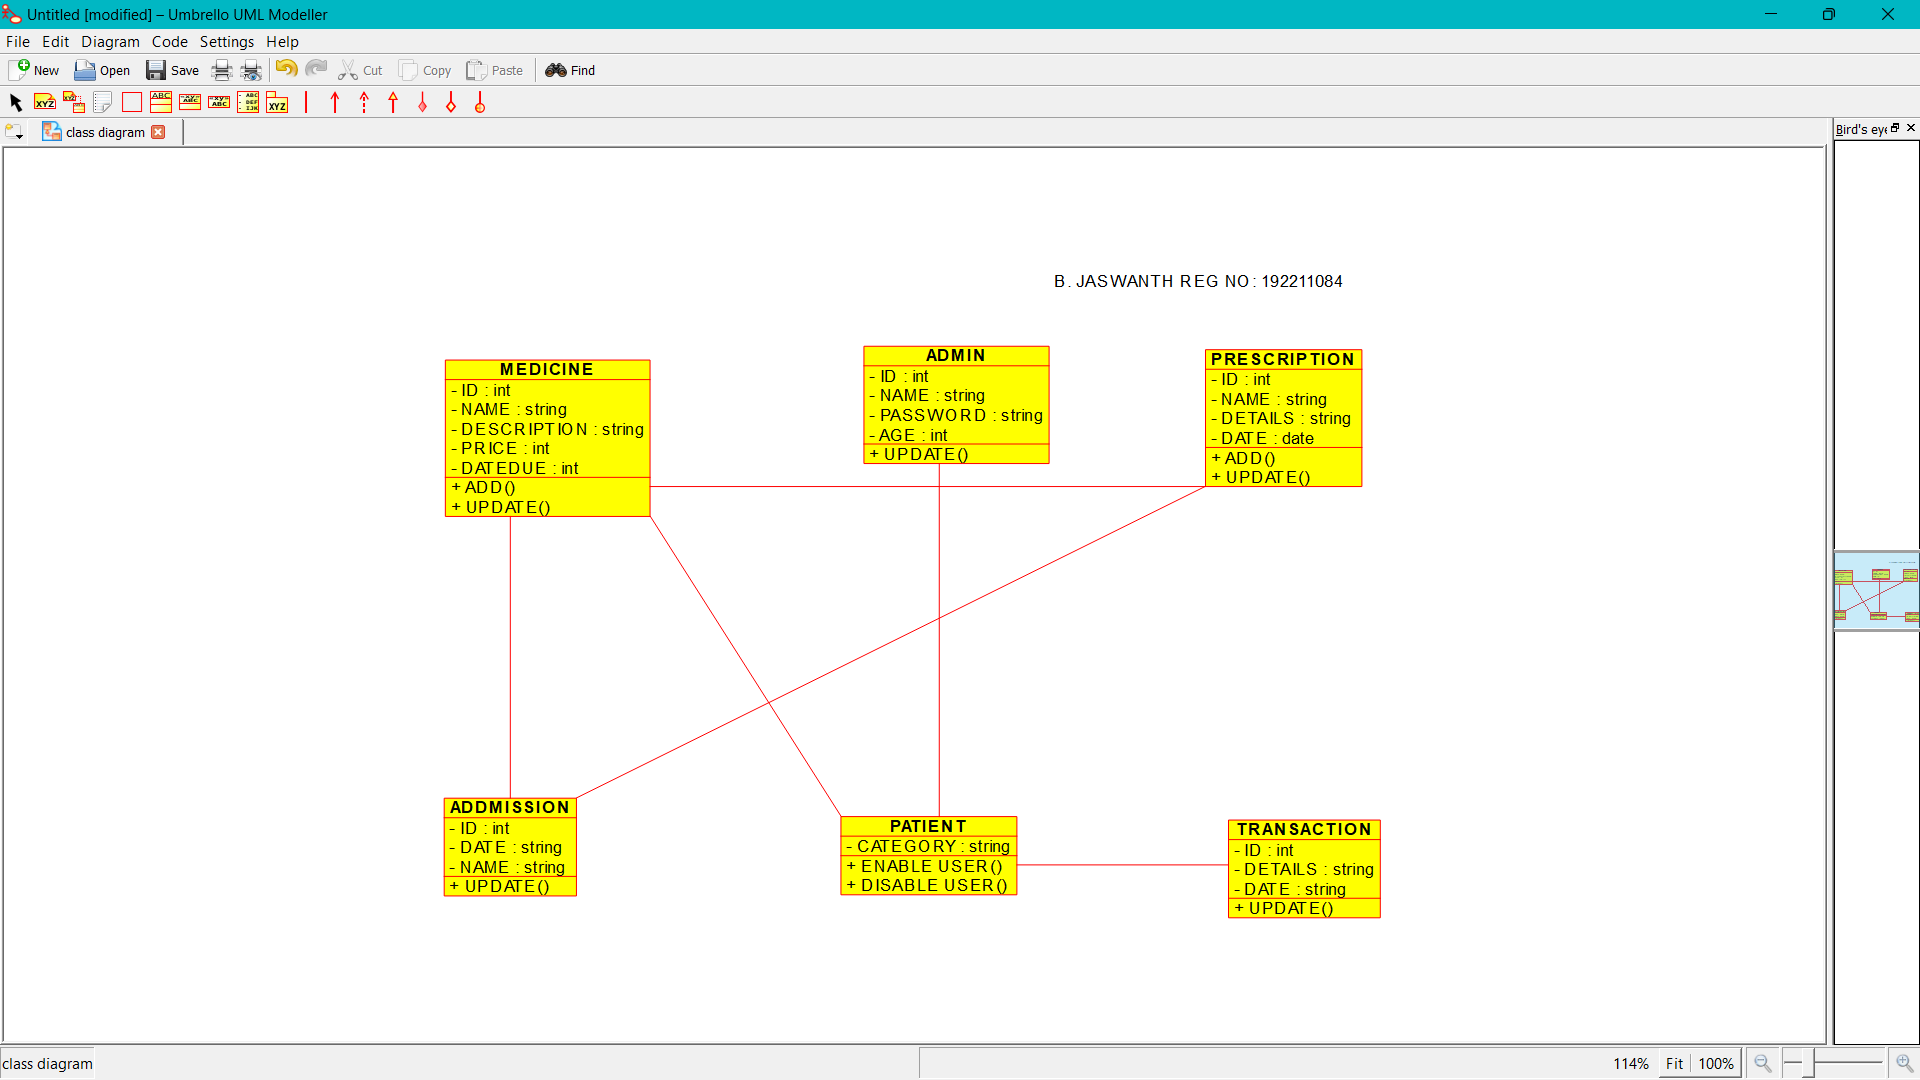 Untitled [modified] – Umbrello UML Modeller
File Edit Diagram Code Settings Help
New Open Save Cut Copy Paste Find
class diagram
Bird's eye
B. JASWANTH REG NO: 192211084
MEDICINE
- ID : int
- NAME : string
- DESCRIPTION : string
- PRICE : int
- DATEDUE : int
+ ADD()
+ UPDATE()
ADMIN
- ID : int
- NAME : string
- PASSWORD : string
- AGE : int
+ UPDATE()
PRESCRIPTION
- ID : int
- NAME : string
- DETAILS : string
- DATE : date
+ ADD()
+ UPDATE()
ADDMISSION
- ID : int
- DATE : string
- NAME : string
+ UPDATE()
PATIENT
- CATEGORY : string
+ ENABLE USER()
+ DISABLE USER()
TRANSACTION
- ID : int
- DETAILS : string
- DATE : string
+ UPDATE()
class diagram
114% Fit 100%